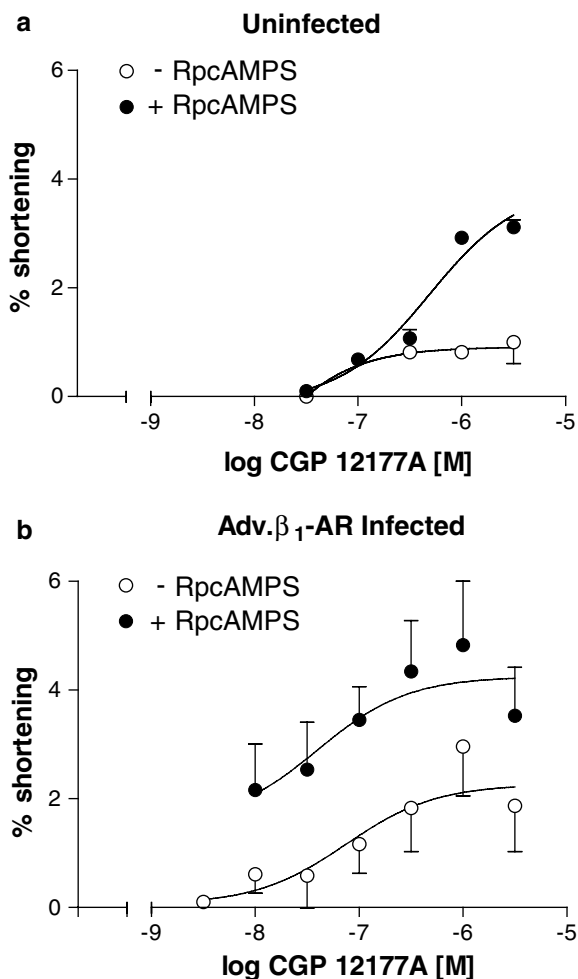 a
Uninfected
- RpcAMPS
+ RpcAMPS
% shortening
6
4
2
0
-9
-8
-7
-6
-5
log CGP 12177A [M]
b
Adv.β1-AR Infected
- RpcAMPS
+ RpcAMPS
% shortening
6
4
2
0
-9
-8
-7
-6
-5
log CGP 12177A [M]